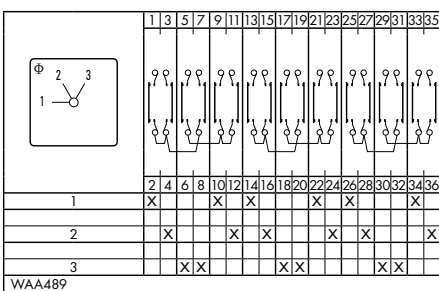 1 3 5 7 9 11 13 15 17 19 21 23 25 27 29 31 33 35
Φ
2 3
1
2 4 6 8 10 12 14 16 18 20 22 24 26 28 30 32 34 36
1 X X X X X X
2 X X X X X X
3 X X X X X X
WAA489